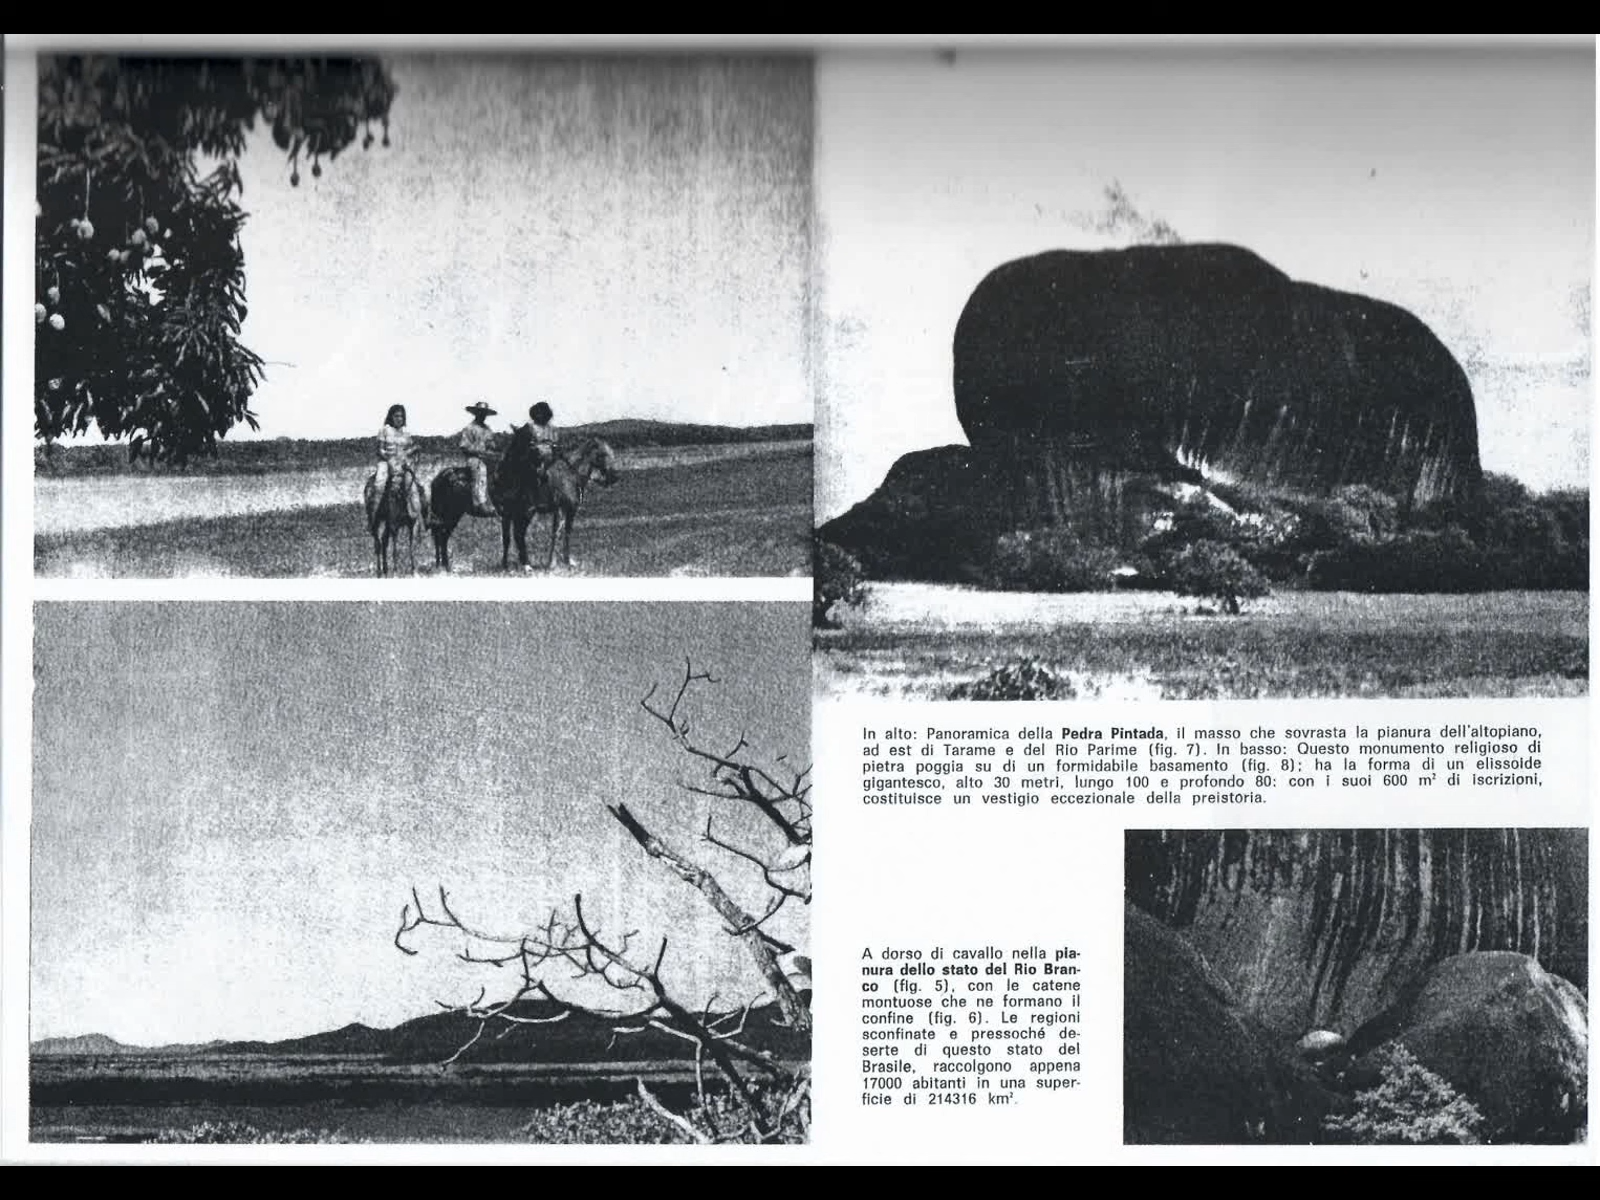 In alto: Panoramica della Pedra Pintada, il masso che sovrasta la pianura dell'altopiano,
ad est di Tarame e del Rio Parime (fig. 7). In basso: Questo monumento religioso di
pietra poggia su di un formidabile basamento (fig. 8); ha la forma di un elissoide
gigantesco, alto 30 metri, lungo 100 e profondo 80: con i suoi 600 m² di iscrizioni,
costituisce un vestigio eccezionale della preistoria.
A dorso di cavallo nella pia-
nura dello stato del Rio Bran-
co (fig. 5), con le catene
montuose che ne formano il
confine (fig. 6). Le regioni
sconfinate e pressoché de-
serte di questo stato del
Brasile, raccolgono appena
17000 abitanti in una super-
ficie di 214316 km².